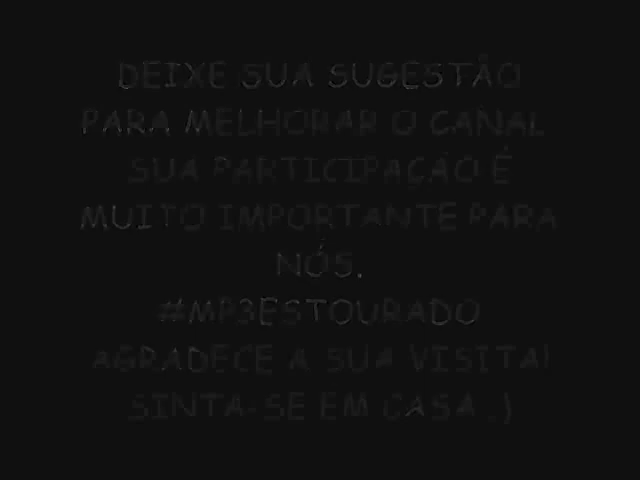 DEIXE SUA SUGESTÃO
PARA MELHORAR O CANAL
SUA PARTICIPAÇÃO É
MUITO IMPORTANTE PARA
NÓS.
#MP3ESTOURADO
AGRADECE A SUA VISITA!
SINTA-SE EM CASA :)